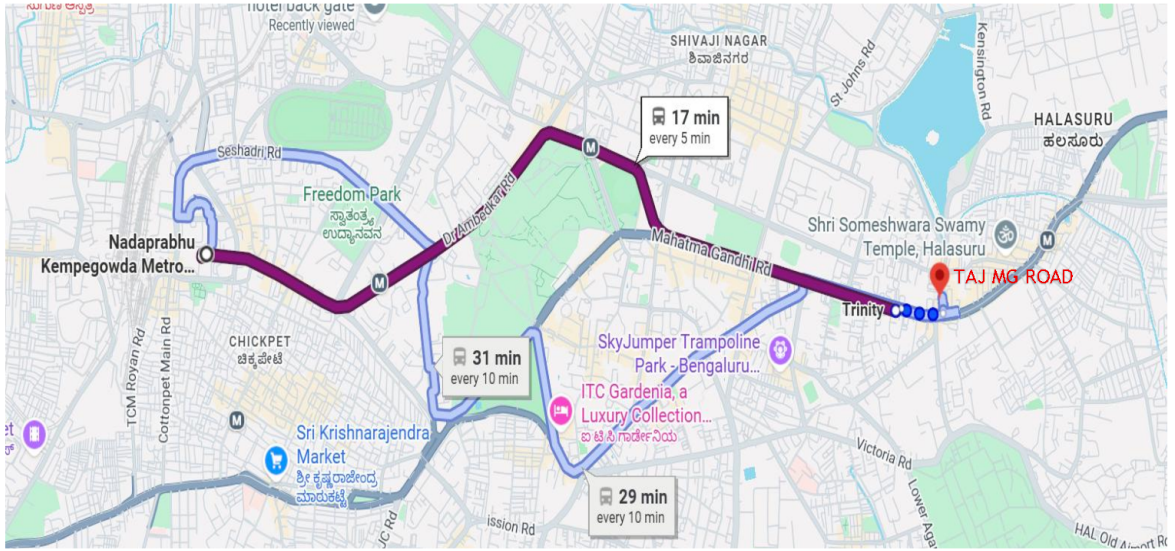 hotel back gate
Recently viewed
SHIVAJI NAGAR
ಶಿವಾಜಿನಗರ
St Johns Rd
Kensington Rd
HALASURU
ಹಲಸೂರು
17 min
every 5 min
Seshadri Rd
Freedom Park
ಸ್ವಾತಂತ್ರ್ಯ
ಉದ್ಯಾನವನ
Dr Ambedkar Rd
M
Nadaprabhu
Kempegowda Metro...
M
Mahatma Gandhi Rd
Shri Someshwara Swamy
Temple, Halasuru
M
TAJ MG ROAD
Trinity
CHICKPET
ಚಿಕ್ಕಪೇಟೆ
31 min
every 10 min
SkyJumper Trampoline
Park - Bengaluru...
TCM Royan Rd
Cottonpet Main Rd
M
ITC Gardenia, a
Luxury Collection...
ಐ ಟಿ ಸಿ ಗಾರ್ಡೇನಿಯ
Sri Krishnarajendra
Market
ಶ್ರೀ ಕೃಷ್ಣರಾಜೇಂದ್ರ
ಮಾರುಕಟ್ಟೆ
Victoria Rd
29 min
every 10 min
JC Rd
ission Rd
Lower Aga
HAL Old Airport Rd